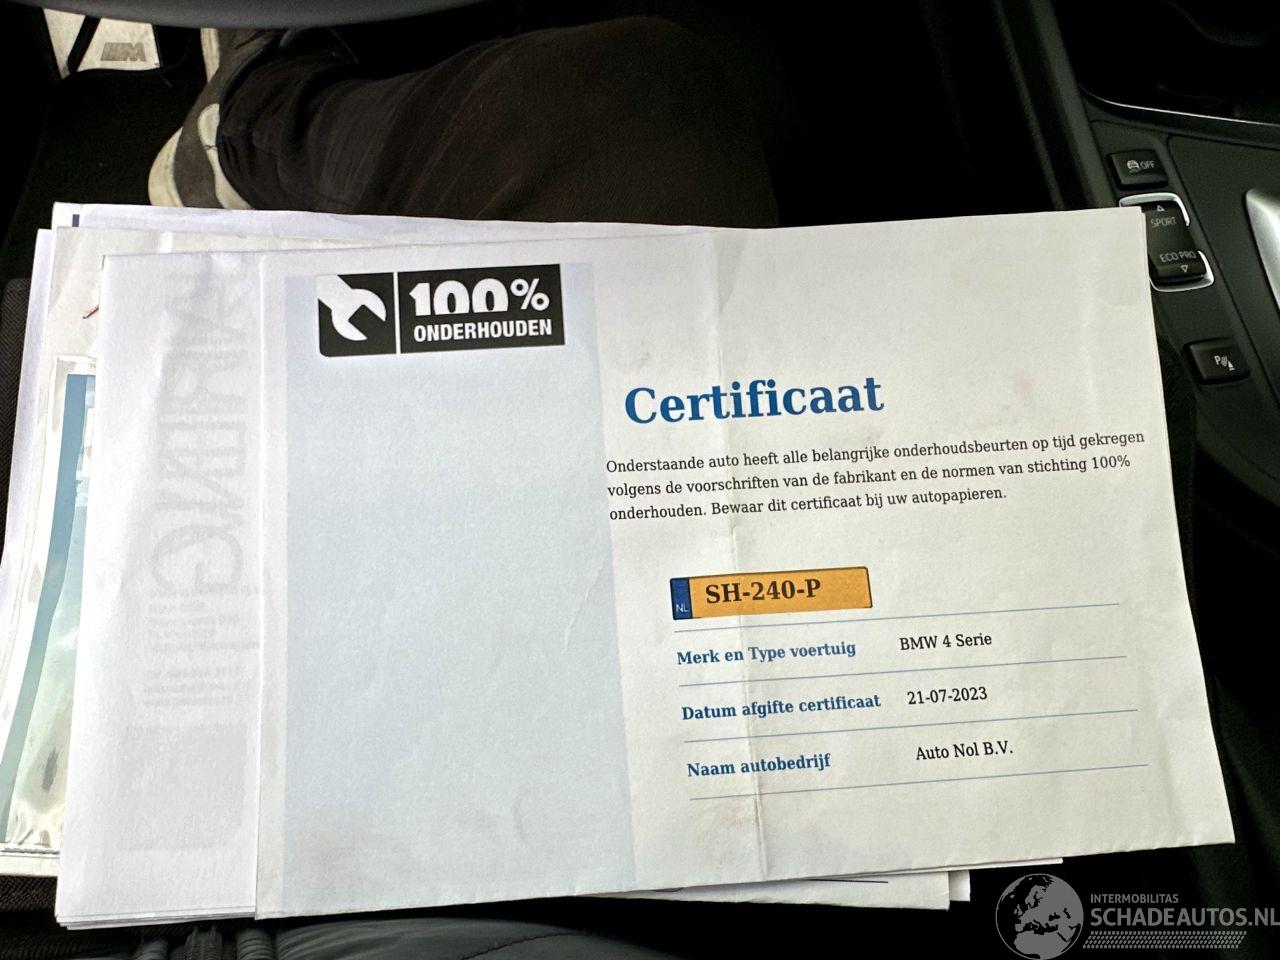 100%
ONDERHOUDEN
Certificaat
Onderstaande auto heeft alle belangrijke onderhoudsbeurten op tijd gekregen
volgens de voorschriften van de fabrikant en de normen van stichting 100%
onderhouden. Bewaar dit certificaat bij uw autopapieren.
NL SH-240-P
Merk en Type voertuig BMW 4 Serie
Datum afgifte certificaat 21-07-2023
Naam autobedrijf Auto Nol B.V.
OFF
SPORT
ECO PRO
P
M
INTERMOBILITAS
SCHADEAUTOS.NL